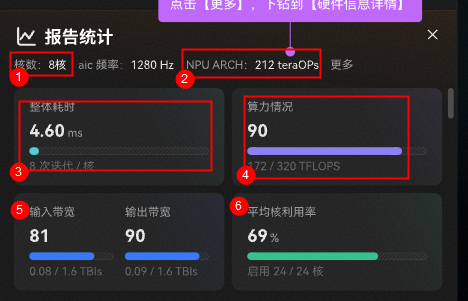 点击【更多】，下钻到【硬件信息详情】
报告统计
核数： 8核 aic 频率： 1280 Hz NPU ARCH： 212 teraOPs 更多
1
2
整体耗时
4.60 ms
8 次迭代 / 核
3
算力情况
90
172 / 320 TFLOPS
4
5
输入带宽
81
0.08 / 1.6 TBIs
输出带宽
90
0.09 / 1.6 TBIs
6
平均核利用率
69 %
启用 24 / 24 核